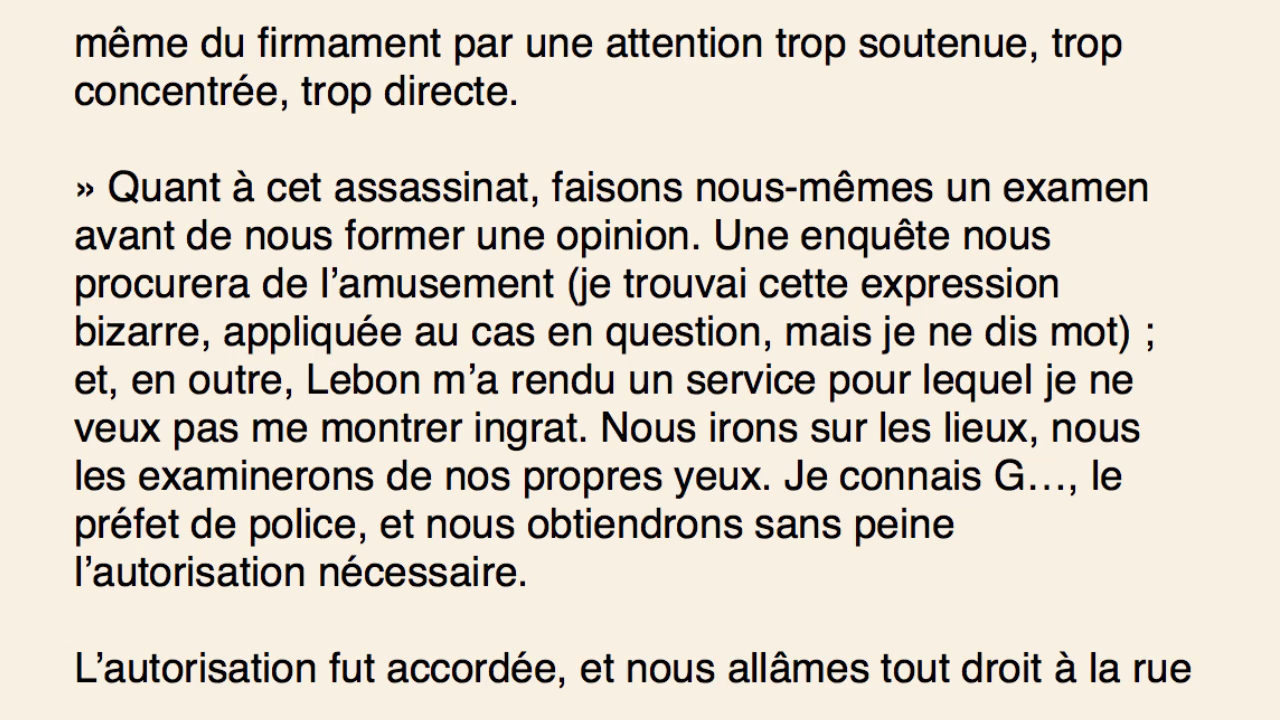 même du firmament par une attention trop soutenue, trop
concentrée, trop directe.
» Quant à cet assassinat, faisons nous-mêmes un examen
avant de nous former une opinion. Une enquête nous
procurera de l’amusement (je trouvai cette expression
bizarre, appliquée au cas en question, mais je ne dis mot) ;
et, en outre, Lebon m’a rendu un service pour lequel je ne
veux pas me montrer ingrat. Nous irons sur les lieux, nous
les examinerons de nos propres yeux. Je connais G…, le
préfet de police, et nous obtiendrons sans peine
l’autorisation nécessaire.
L’autorisation fut accordée, et nous allâmes tout droit à la rue